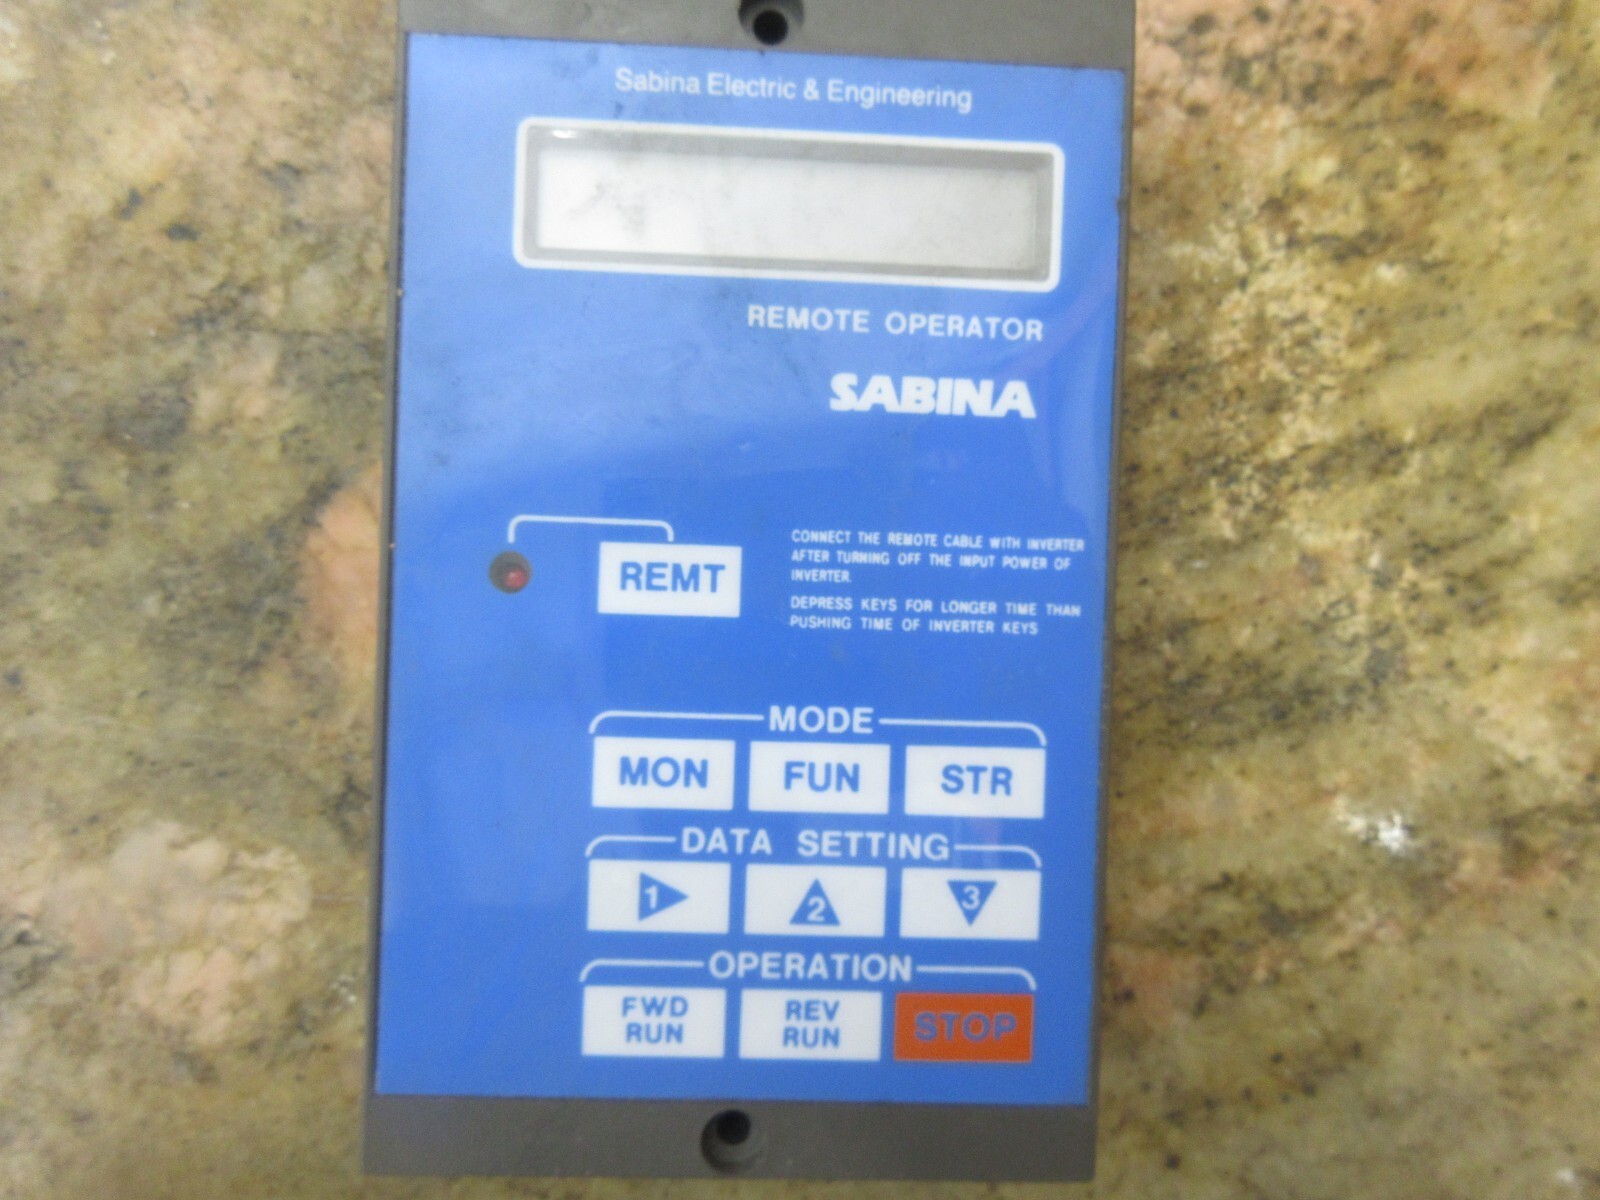 Sabina Electric & Engineering
REMOTE OPERATOR
SABINA
REMT
CONNECT THE REMOTE CABLE WITH INVERTER
AFTER TURNING OFF THE INPUT POWER OF
INVERTER.
DEPRESS KEYS FOR LONGER TIME THAN
PUSHING TIME OF INVERTER KEYS
MODE
MON FUN STR
DATA SETTING
1 2 3
OPERATION
FWD RUN REV RUN STOP